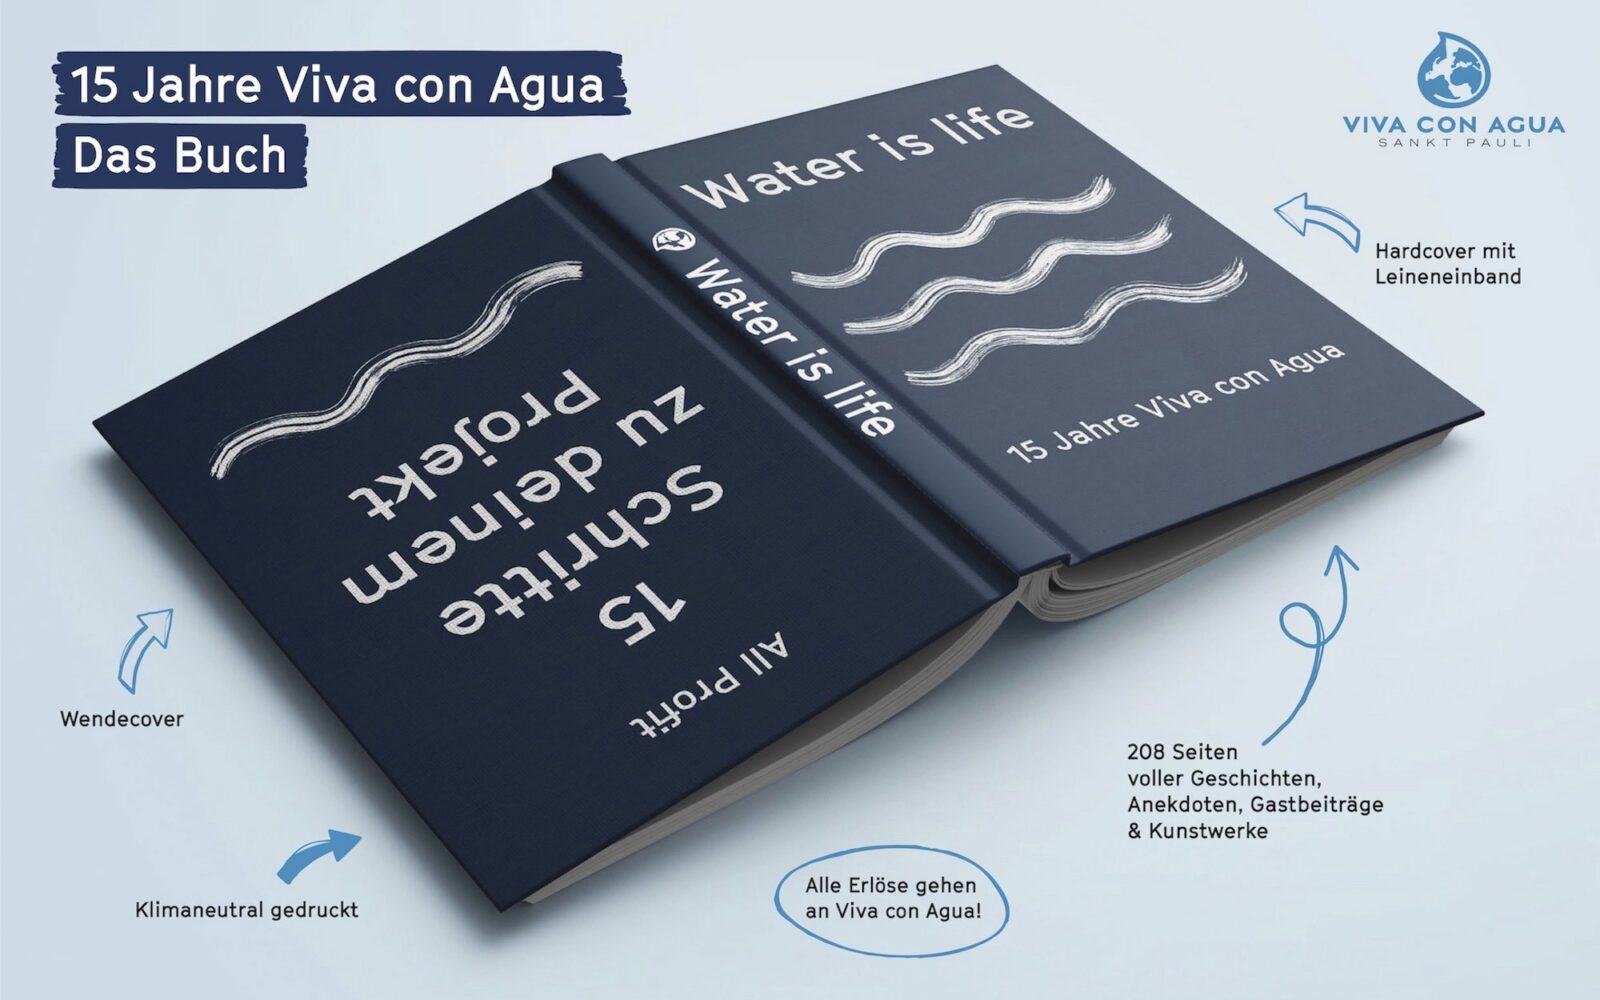 15 Jahre Viva con Agua
Das Buch
VIVA CON AGUA
SANKT PAULI
Water is life
15 Jahre Viva con Agua
Water is life
All Profit
15
Schritte
zu deinem
Projekt
Hardcover mit
Leineneinband
Wendecover
Klimaneutral gedruckt
208 Seiten
voller Geschichten,
Anekdoten, Gastbeiträge
& Kunstwerke
Alle Erlöse gehen
an Viva con Agua!